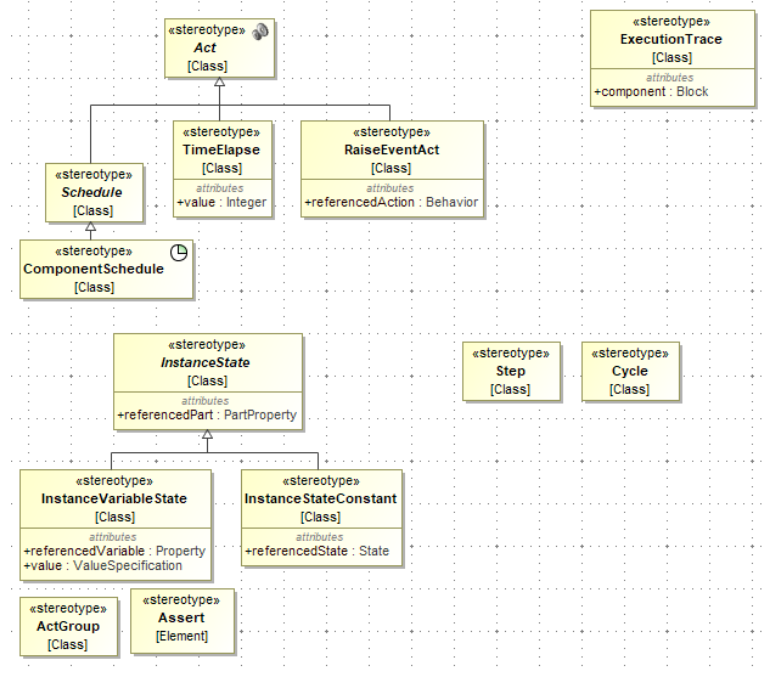 «stereotype»
Act
[Class]
«stereotype»
ExecutionTrace
[Class]
attributes
+component : Block
«stereotype»
TimeElapse
[Class]
attributes
+value : Integer
«stereotype»
RaiseEventAct
[Class]
attributes
+referencedAction : Behavior
«stereotype»
Schedule
[Class]
«stereotype»
ComponentSchedule
[Class]
«stereotype»
InstanceState
[Class]
attributes
+referencedPart : PartProperty
«stereotype»
Step
[Class]
«stereotype»
Cycle
[Class]
«stereotype»
InstanceVariableState
[Class]
attributes
+referencedVariable : Property
+value : ValueSpecification
«stereotype»
InstanceStateConstant
[Class]
attributes
+referencedState : State
«stereotype»
ActGroup
[Class]
«stereotype»
Assert
[Element]